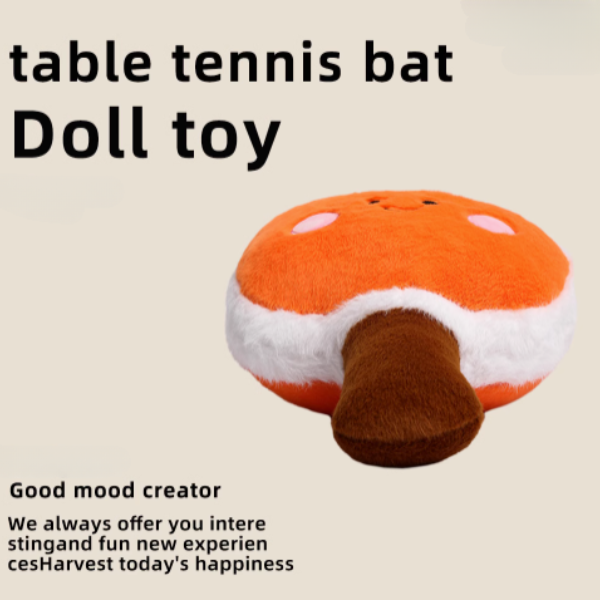 table tennis bat
Doll toy
Good mood creator
We always offer you intere
stingand fun new experien
cesHarvest today's happiness